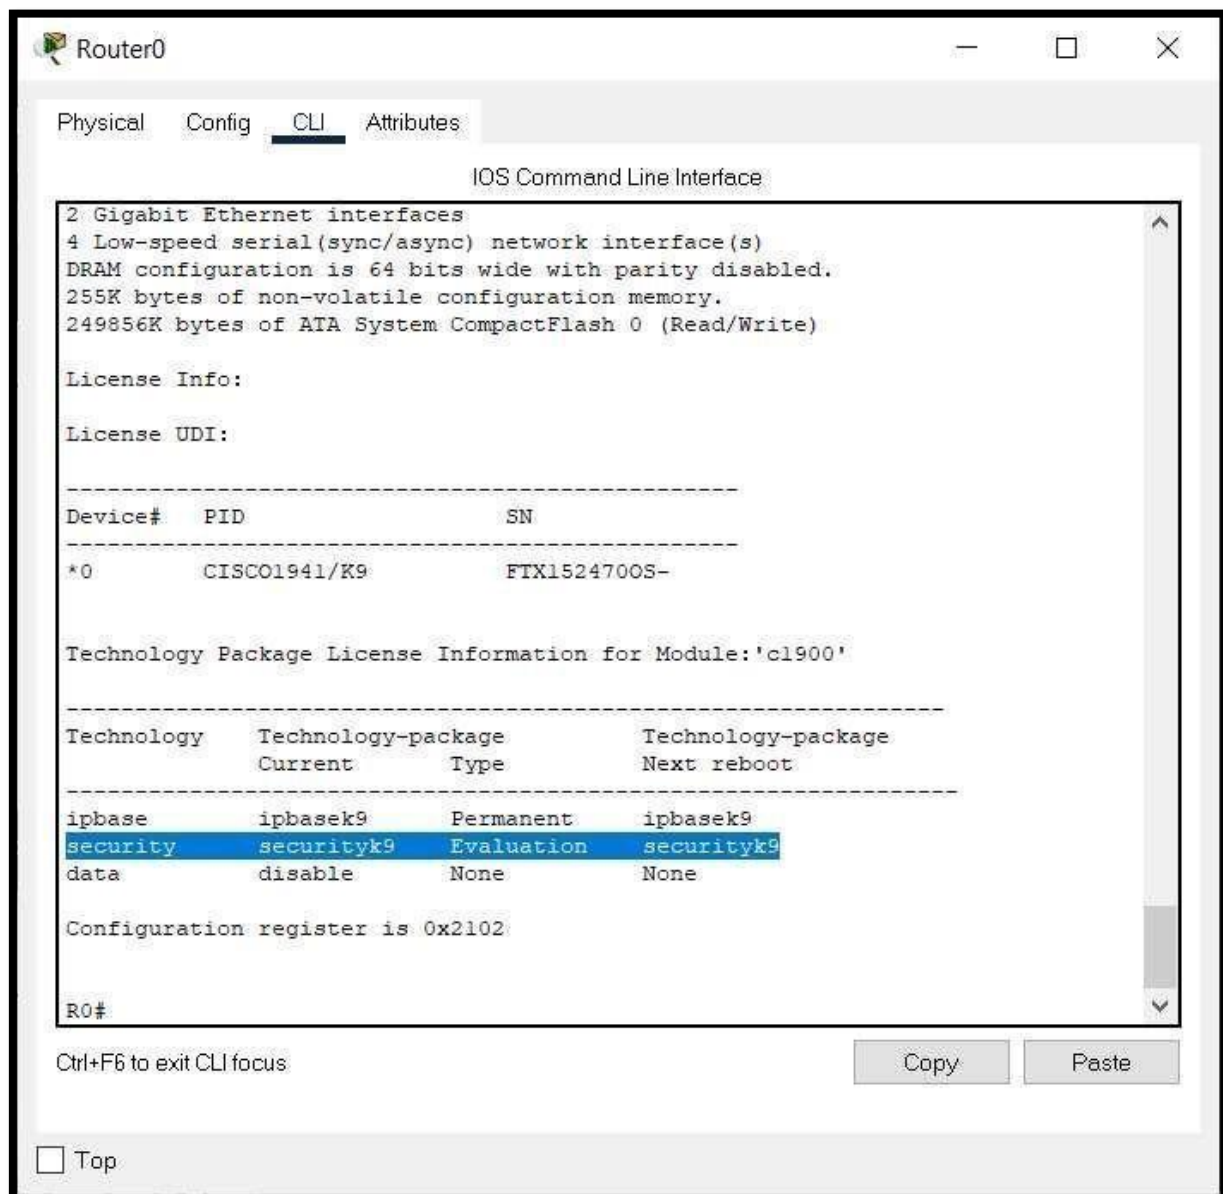 Router0
Physical Config CLI Attributes
IOS Command Line Interface
2 Gigabit Ethernet interfaces
4 Low-speed serial(sync/async) network interface(s)
DRAM configuration is 64 bits wide with parity disabled.
255K bytes of non-volatile configuration memory.
249856K bytes of ATA System CompactFlash 0 (Read/Write)
License Info:
License UDI:
-------------------------------------------------
Device# PID SN
-------------------------------------------------
*0 CISCO1941/K9 FTX152470OS-
Technology Package License Information for Module:'c1900'
----------------------------------------------------------------
Technology Technology-package Technology-package
Current Type Next reboot
-----------------------------------------------------------------
ipbase ipbasek9 Permanent ipbasek9
security securityk9 Evaluation securityk9
data disable None None
Configuration register is 0x2102
R0#
Ctrl+F6 to exit CLI focus
Copy Paste
Top